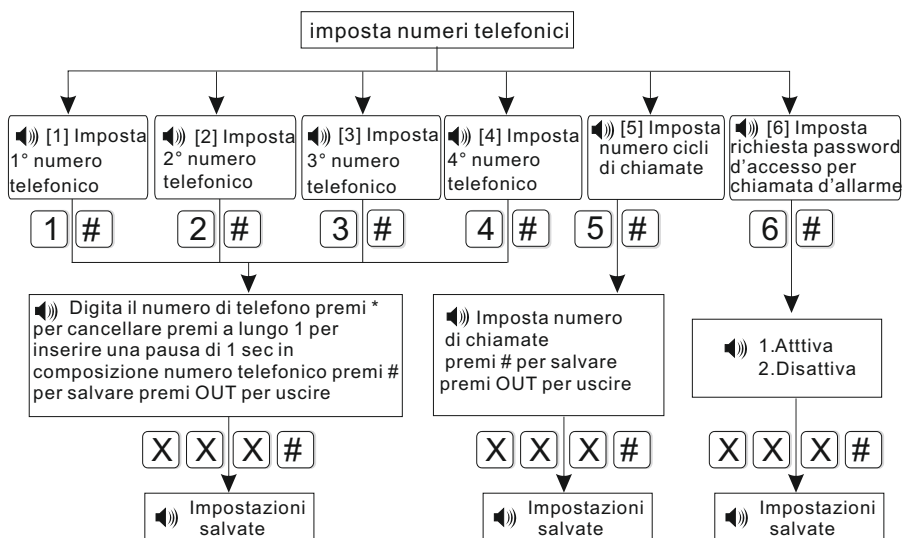 imposta numeri telefonici
[1] Imposta
1° numero
telefonico
[2] Imposta
2° numero
telefonico
[3] Imposta
3° numero
telefonico
[4] Imposta
4° numero
telefonico
[5] Imposta
numero cicli
di chiamate
[6] Imposta
richiesta password
d'accesso per
chiamata d'allarme
1 #
2 #
3 #
4 #
5 #
6 #
Digita il numero di telefono premi *
per cancellare premi a lungo 1 per
inserire una pausa di 1 sec in
composizione numero telefonico premi #
per salvare premi OUT per uscire
Imposta numero
di chiamate
premi # per salvare
premi OUT per uscire
1.Atttiva
2.Disattiva
X X X #
X X X #
X X X #
Impostazioni
salvate
Impostazioni
salvate
Impostazioni
salvate